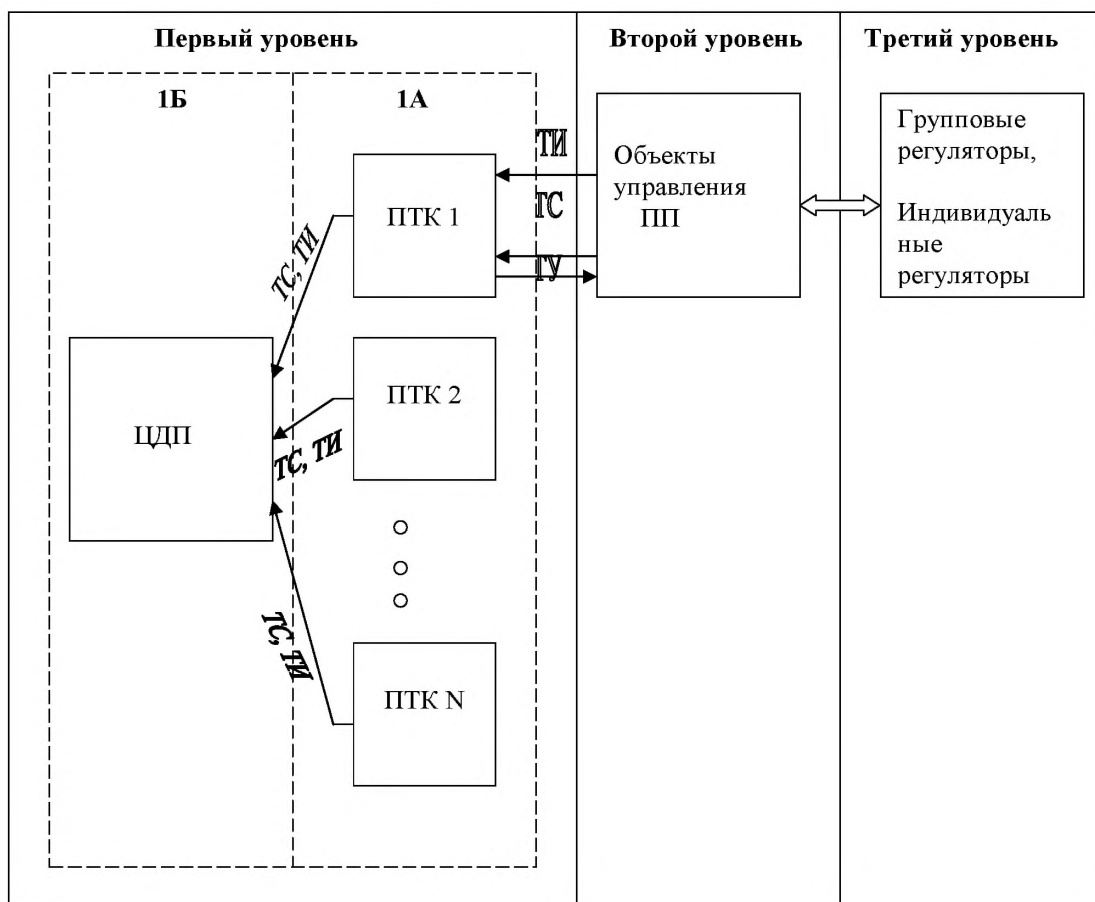 Первый уровень
Второй уровень
Третий уровень
1Б
1А
ПТК 1
ТИ
ТС
ТУ
Объекты
управления
ПП
Групповые
регуляторы,
Индивидуаль
ные
регуляторы
ТС, ТИ
ЦДП
ПТК 2
ТС, ТИ
ТС, ТИ
ПТК N